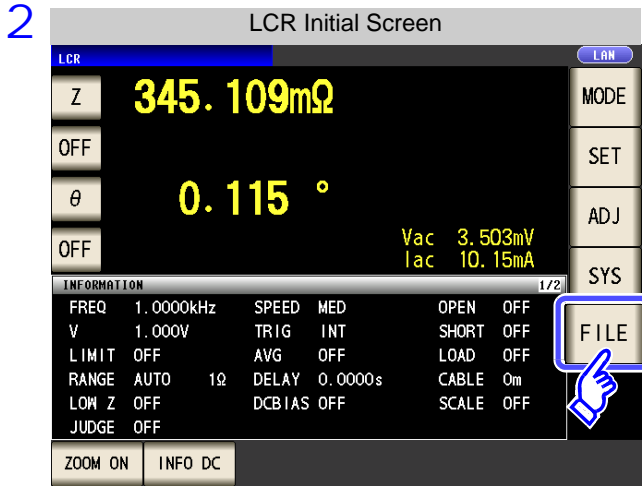 2
LCR Initial Screen
LCR
LAN
Z
345.109mΩ
MODE
OFF
SET
θ
0.115 °
ADJ
OFF
Vac 3.503mV
Iac 10.15mA
SYS
INFORMATION 1/2
FREQ 1.0000kHz SPEED MED OPEN OFF
V 1.000V TRIG INT SHORT OFF
LIMIT OFF AVG OFF LOAD OFF
RANGE AUTO 1Ω DELAY 0.0000s CABLE 0m
LOW Z OFF DCBIAS OFF SCALE OFF
JUDGE OFF
FILE
ZOOM ON INFO DC